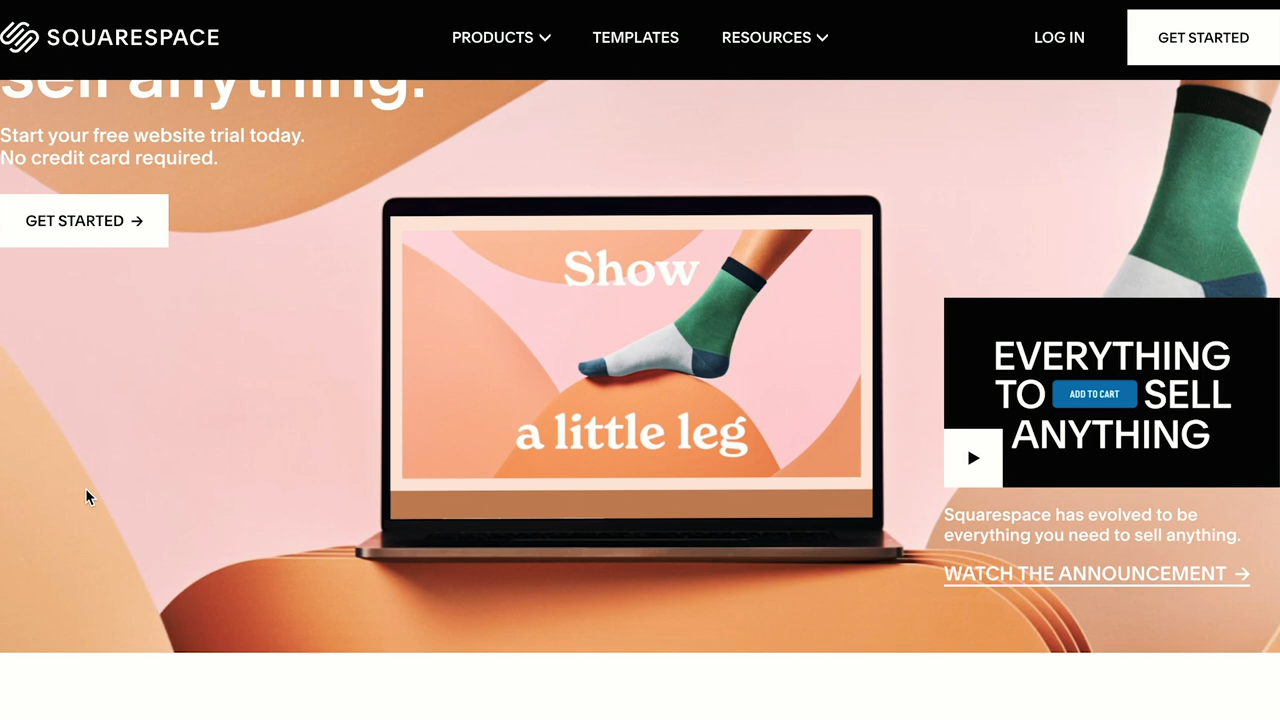 SQUARESPACE
PRODUCTS
TEMPLATES
RESOURCES
LOG IN
GET STARTED
sell anything.
Start your free website trial today.
No credit card required.
GET STARTED →
Show
a little leg
EVERYTHING
TO ADD TO CART SELL
ANYTHING
Squarespace has evolved to be
everything you need to sell anything.
WATCH THE ANNOUNCEMENT →